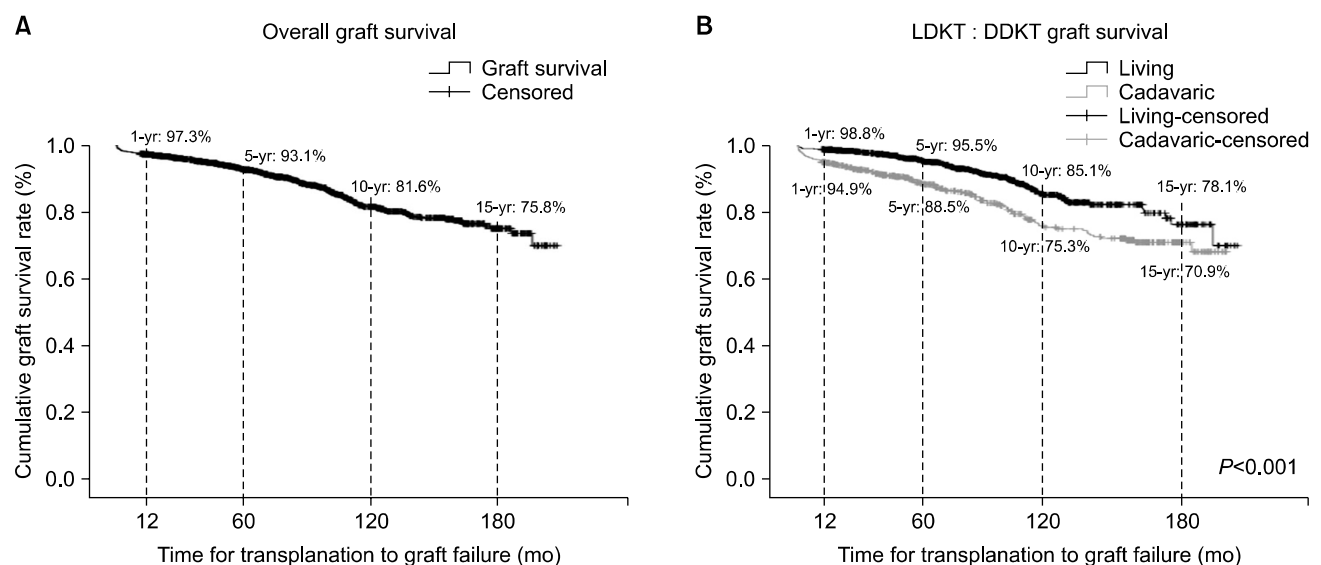 A
Overall graft survival
Graft survival
Censored
1.0
0.8
0.6
0.4
0.2
0.0
Cumulative graft survival rate (%)
1-yr: 97.3%
5-yr: 93.1%
10-yr: 81.6%
15-yr: 75.8%
12
60
120
180
Time for transplanation to graft failure (mo)
B
LDKT : DDKT graft survival
Living
Cadavaric
Living-censored
Cadavaric-censored
1.0
0.8
0.6
0.4
0.2
0.0
Cumulative graft survival rate (%)
1-yr: 98.8%
5-yr: 95.5%
10-yr: 85.1%
15-yr: 78.1%
1-yr: 94.9%
5-yr: 88.5%
10-yr: 75.3%
15-yr: 70.9%
P<0.001
12
60
120
180
Time for transplanation to graft failure (mo)